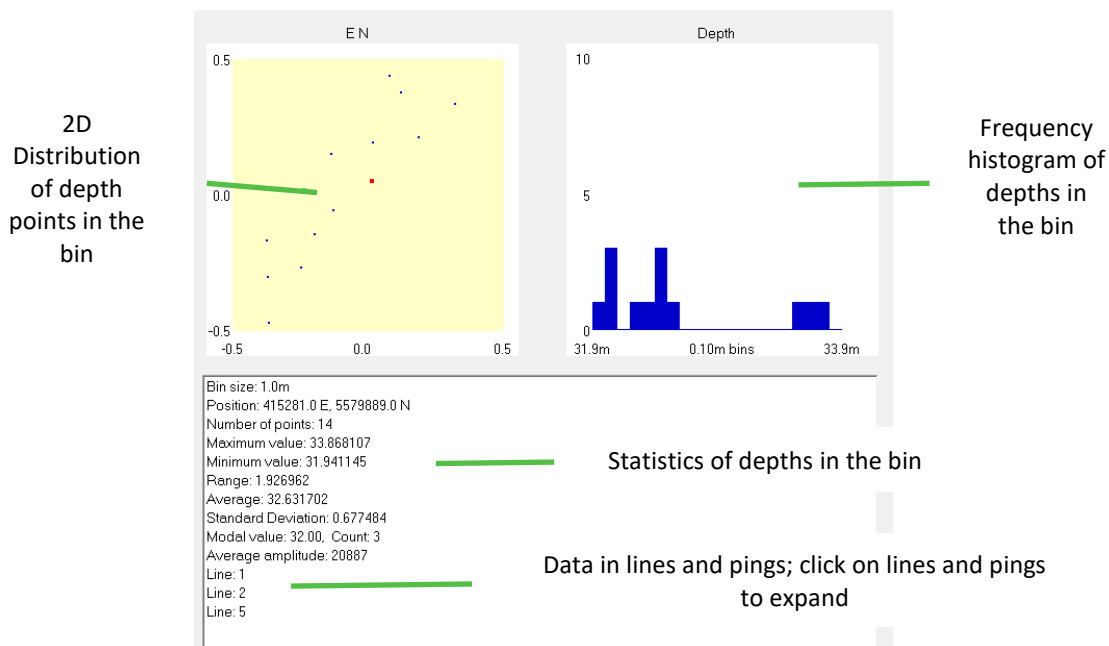 E N
Depth
0.5
0.0
-0.5
-0.5
0.0
0.5
10
5
0
31.9m
0.10m bins
33.9m
2D
Distribution
of depth
points in the
bin
Frequency
histogram of
depths in
the bin
Bin size: 1.0m
Position: 415281.0 E, 5579889.0 N
Number of points: 14
Maximum value: 33.868107
Minimum value: 31.941145
Range: 1.926962
Average: 32.631702
Standard Deviation: 0.677484
Modal value: 32.00, Count: 3
Average amplitude: 20887
Line: 1
Line: 2
Line: 5
Statistics of depths in the bin
Data in lines and pings; click on lines and pings
to expand